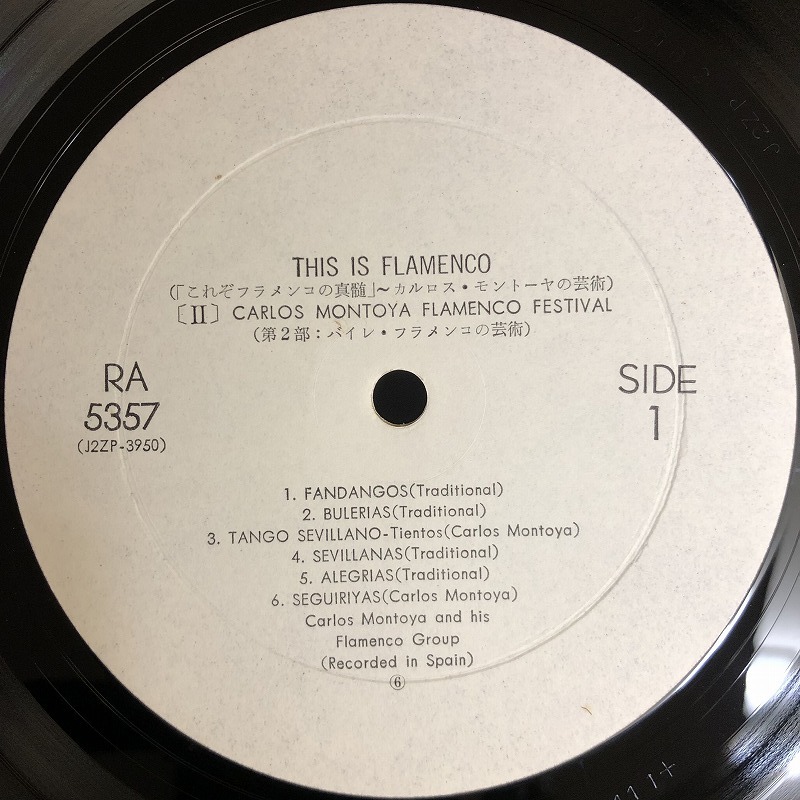 THIS IS FLAMENCO
(「これぞフラメンコの真髄」~カルロス・モントーヤの芸術)
〔II〕 CARLOS MONTOYA FLAMENCO FESTIVAL
(第2部:バイレ・フラメンコの芸術)
RA
5357
(J2ZP-3950)
SIDE
1
1. FANDANGOS(Traditional)
2. BULERIAS(Traditional)
3. TANGO SEVILLANO-Tientos(Carlos Montoya)
4. SEVILLANAS(Traditional)
5. ALEGRIAS(Traditional)
6. SEGUIRIYAS(Carlos Montoya)
Carlos Montoya and his
Flamenco Group
(Recorded in Spain)
⑥
J2ZP
111+